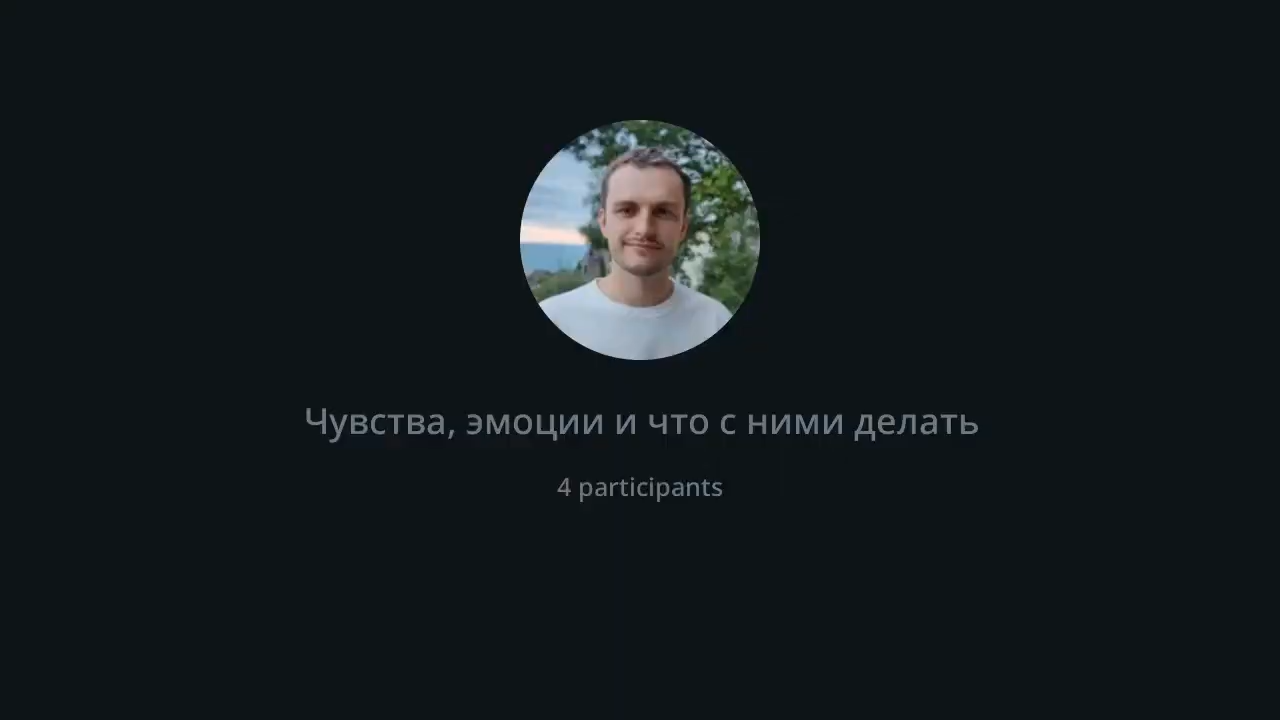 Чувства, эмоции и что с ними делать
4 participants